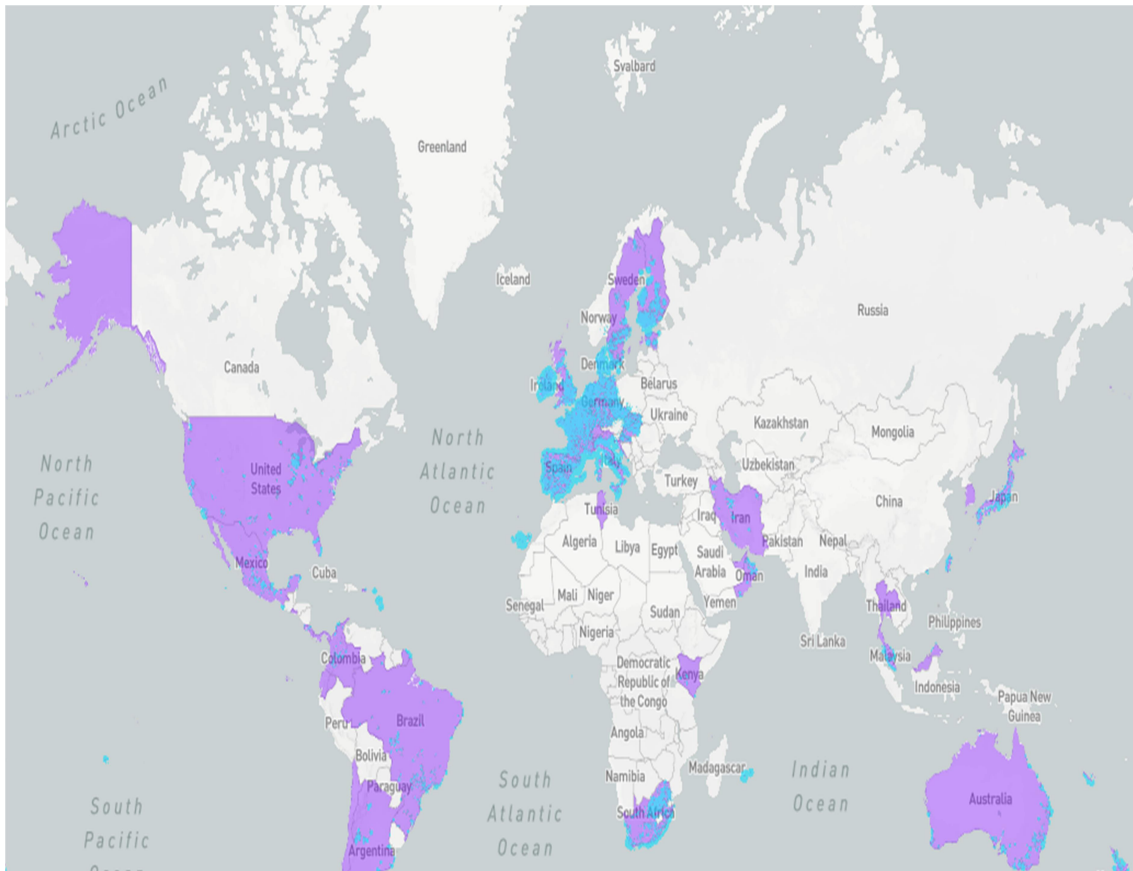 Svalbard
Arctic Ocean
Greenland
Iceland
Sweden
Russia
Norway
Canada
Denmark
Ireland
Belarus
Germany
Ukraine
Kazakhstan
Mongolia
North
Pacific
Ocean
North
Atlantic
Ocean
United
States
Spain
Italy
Uzbekistan
Turkey
China
Japan
Tunisia
Iraq
Iran
Algeria
Libya
Egypt
Pakistan
Nepal
Saudi
Arabia
India
Mexico
Cuba
Oman
Mali
Niger
Yemen
Senegal
Sudan
Thailand
Philippines
Nigeria
Sri Lanka
Colombia
Malaysia
Democratic
Republic of
the Congo
Kenya
Indonesia
Papua New
Guinea
Peru
Brazil
Angola
Bolivia
Madagascar
Namibia
Indian
Ocean
Paraguay
South
Pacific
Ocean
South
Atlantic
Ocean
South Africa
Australia
Argentina